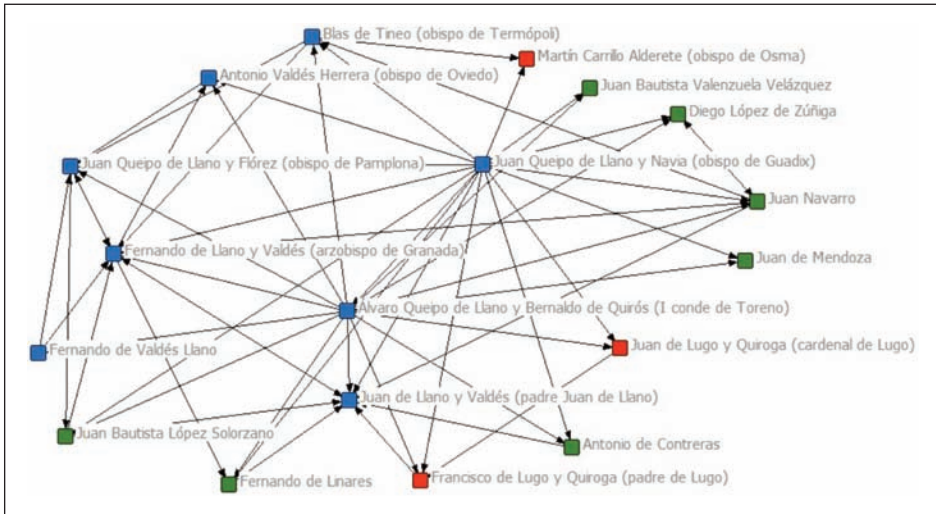 Blas de Tineo (obispo de Termópoli)
Martín Carrillo Alderete (obispo de Osma)
Antonio Valdés Herrera (obispo de Oviedo)
Juan Bautista Valenzuela Velázquez
Diego López de Zúñiga
Juan Queipo de Llano y Flórez (obispo de Pamplona)
Juan Queipo de Llano y Navia (obispo de Guadix)
Juan Navarro
Fernando de Llano y Valdés (arzobispo de Granada)
Juan de Mendoza
Álvaro Queipo de Llano y Bernaldo de Quirós (I conde de Toreno)
Fernando de Valdés Llano
Juan de Lugo y Quiroga (cardenal de Lugo)
Juan de Llano y Valdés (padre Juan de Llano)
Juan Bautista López Solorzano
Antonio de Contreras
Fernando de Linares
Francisco de Lugo y Quiroga (padre de Lugo)